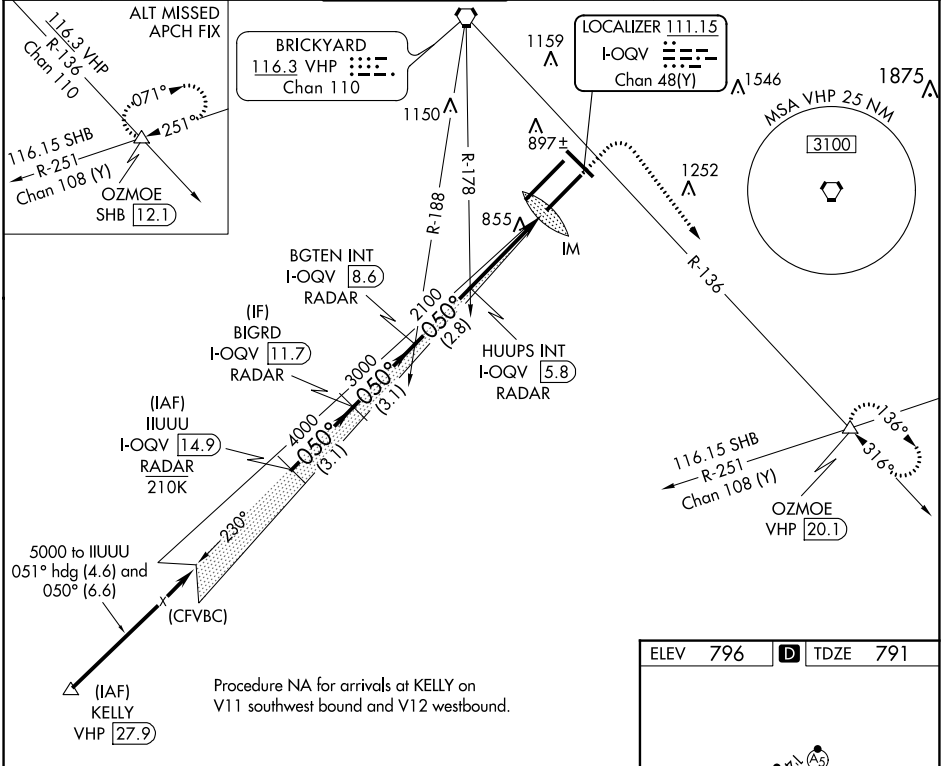 ALT MISSED
APCH FIX
116.3 VHP
R-136
Chan 110
071°
251°
116.15 SHB
R-251
Chan 108 (Y)
OZMOE
SHB 12.1
BRICKYARD
116.3 VHP
Chan 110
LOCALIZER 111.15
I-OQV
Chan 48(Y)
1159
1546
1875
1150
897±
1252
855
MSA VHP 25 NM
3100
R-188
R-178
R-136
IM
BGTEN INT
I-OQV 8.6
RADAR
(IF)
BIGRD
I-OQV 11.7
RADAR
(IAF)
IIUUU
I-OQV 14.9
RADAR
210K
2100
050°
(2.8)
3000
050°
(3.1)
4000
050°
(3.1)
HUUPS INT
I-OQV 5.8
RADAR
230°
5000 to IIUUU
051° hdg (4.6) and
050° (6.6)
(CFVBC)
(IAF)
KELLY
VHP 27.9
Procedure NA for arrivals at KELLY on
V11 southwest bound and V12 westbound.
116.15 SHB
R-251
Chan 108 (Y)
136°
316°
OZMOE
VHP 20.1
ELEV 796 D TDZE 791
A5